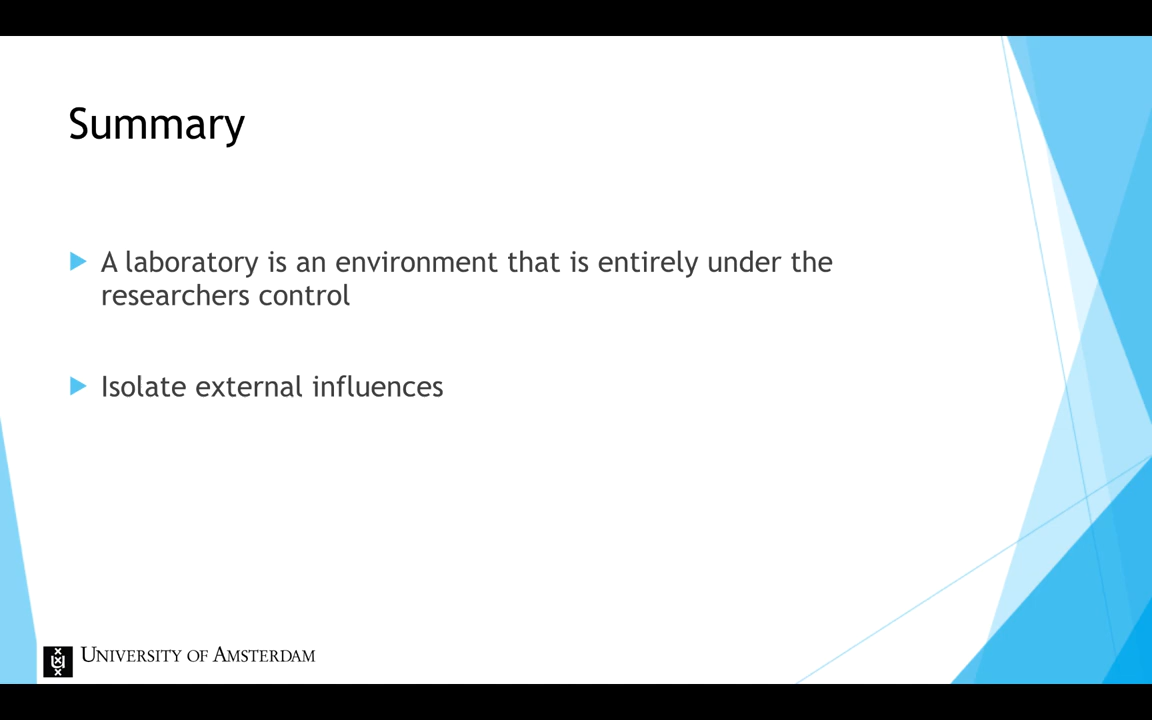 Summary
A laboratory is an environment that is entirely under the
researchers control
Isolate external influences
UNIVERSITY OF AMSTERDAM